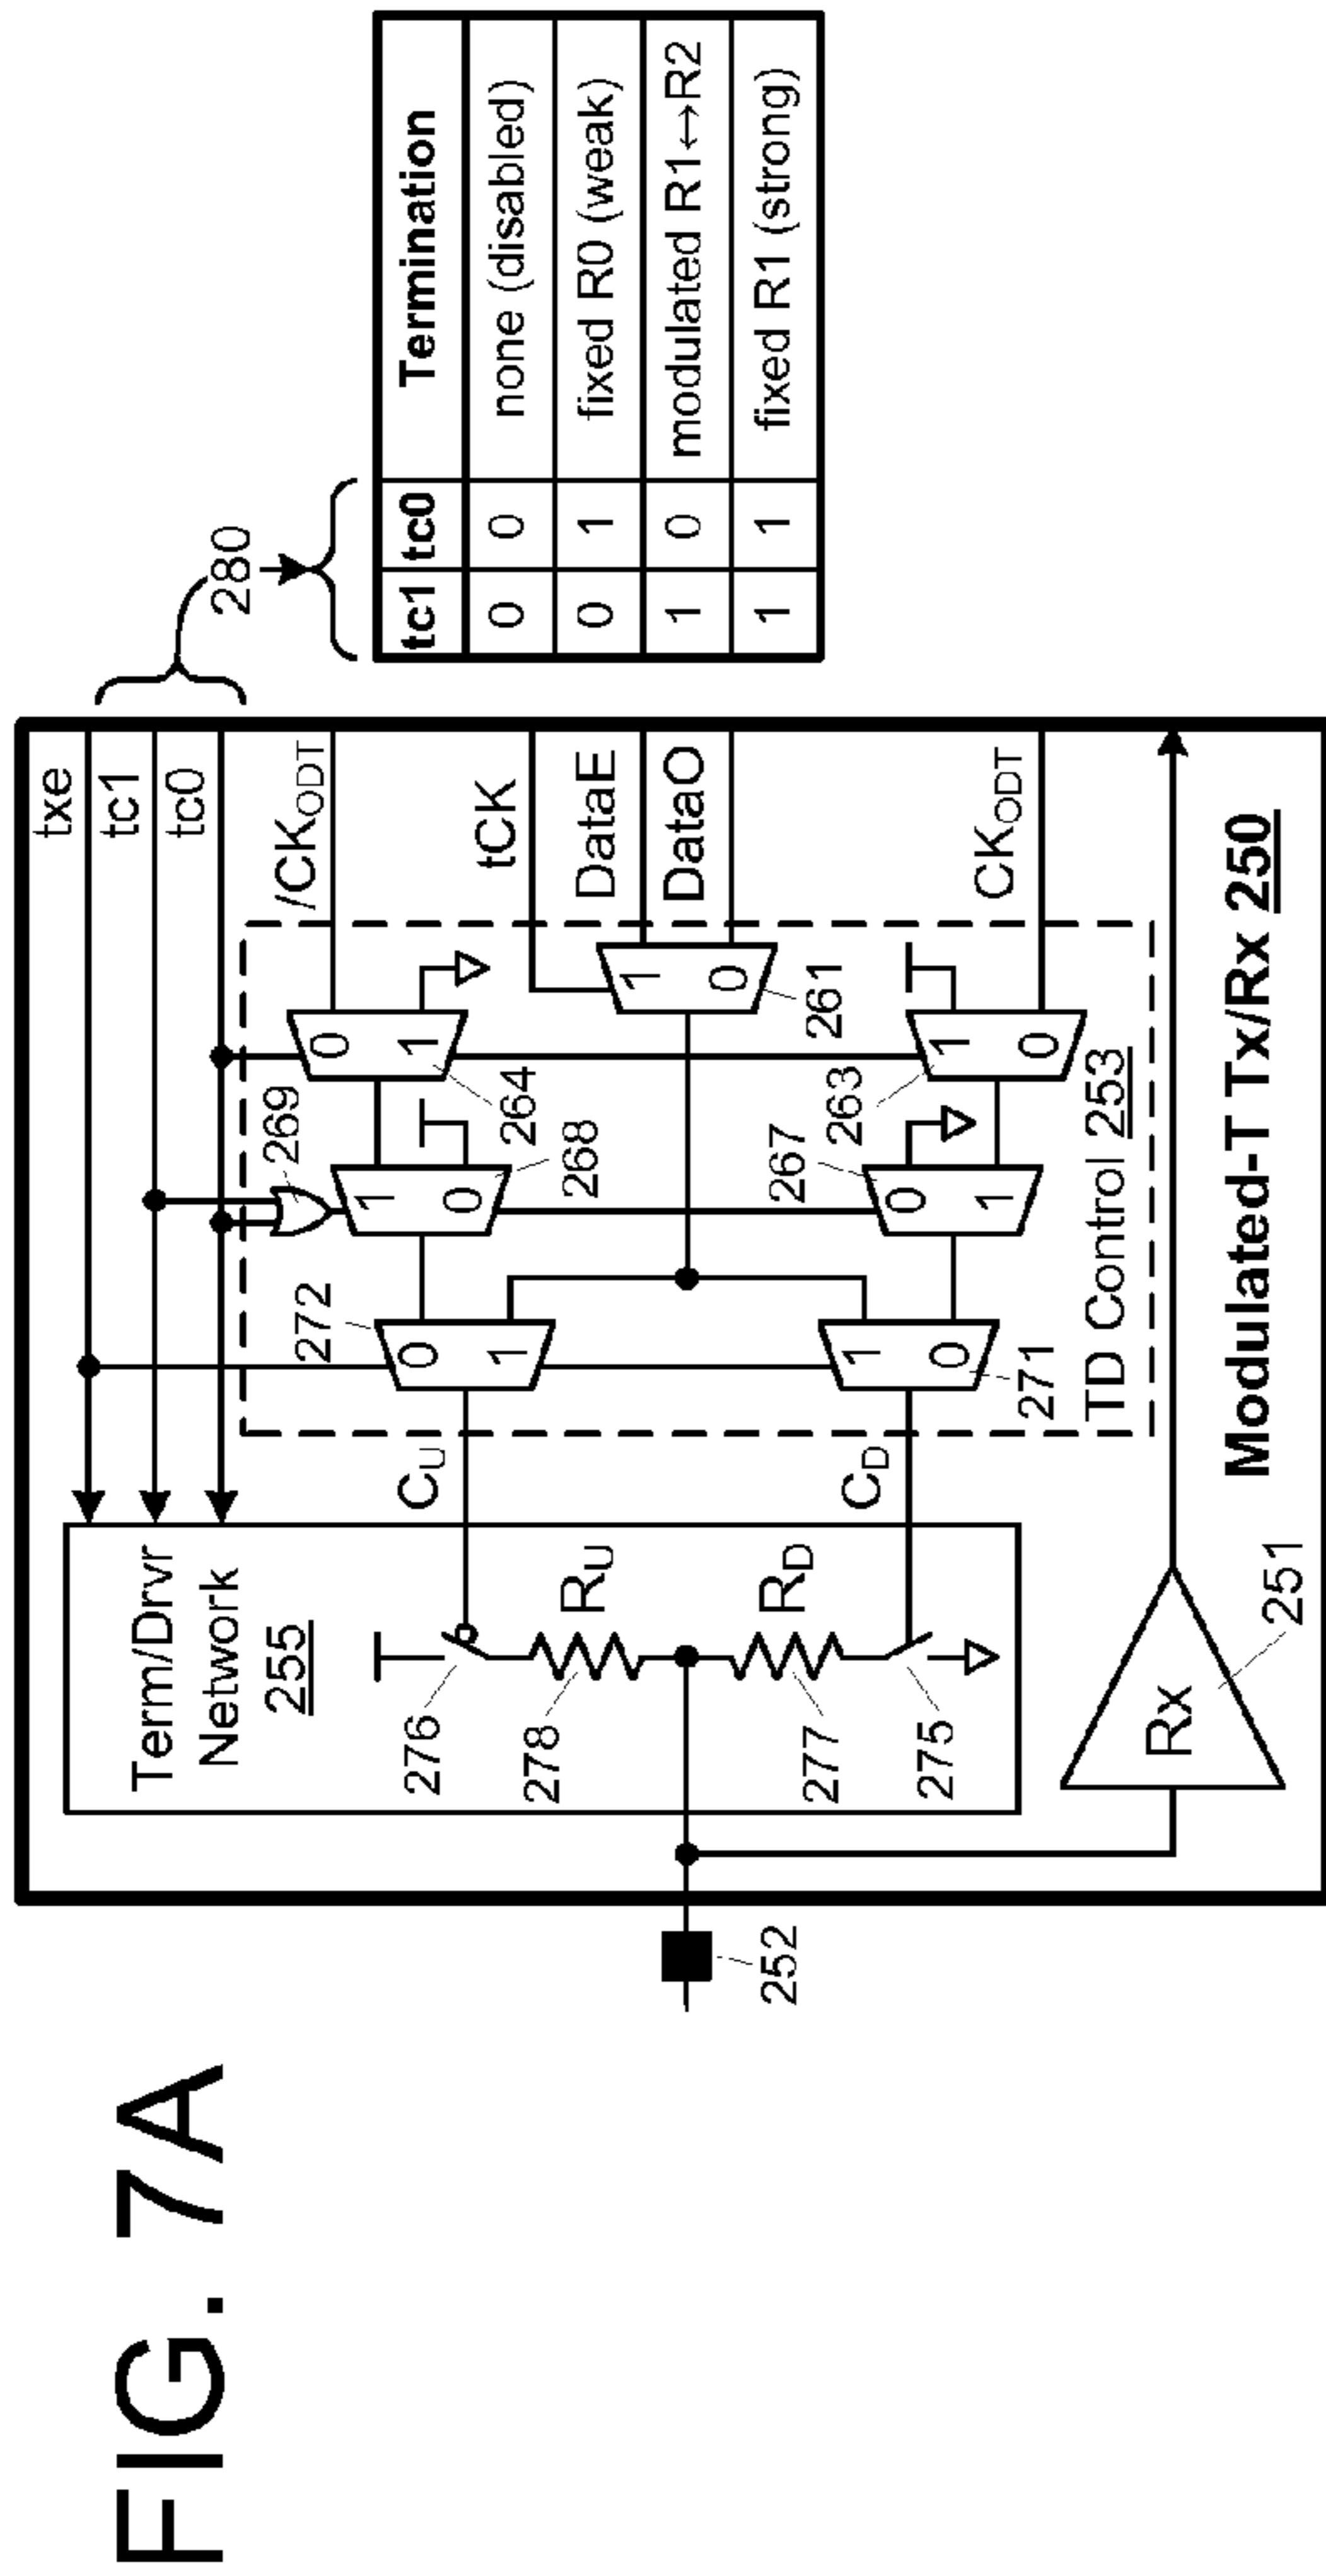 FIG. 7A
txe
tc1
tc0
280
/CK_ODT
tCK
DataE
DataO
CK_ODT
Term/Drvr
Network
255
276
278
R_U
R_D
277
275
C_U
C_D
272
269
0
1
1
0
264
0
1
268
261
1
0
1
0
271
0
1
267
1
0
263
TD Control 253
252
Rx
251
Modulated-T Tx/Rx 250
tc1 tc0 Termination
0 0 none (disabled)
0 1 fixed R0 (weak)
1 0 modulated R1↔R2
1 1 fixed R1 (strong)